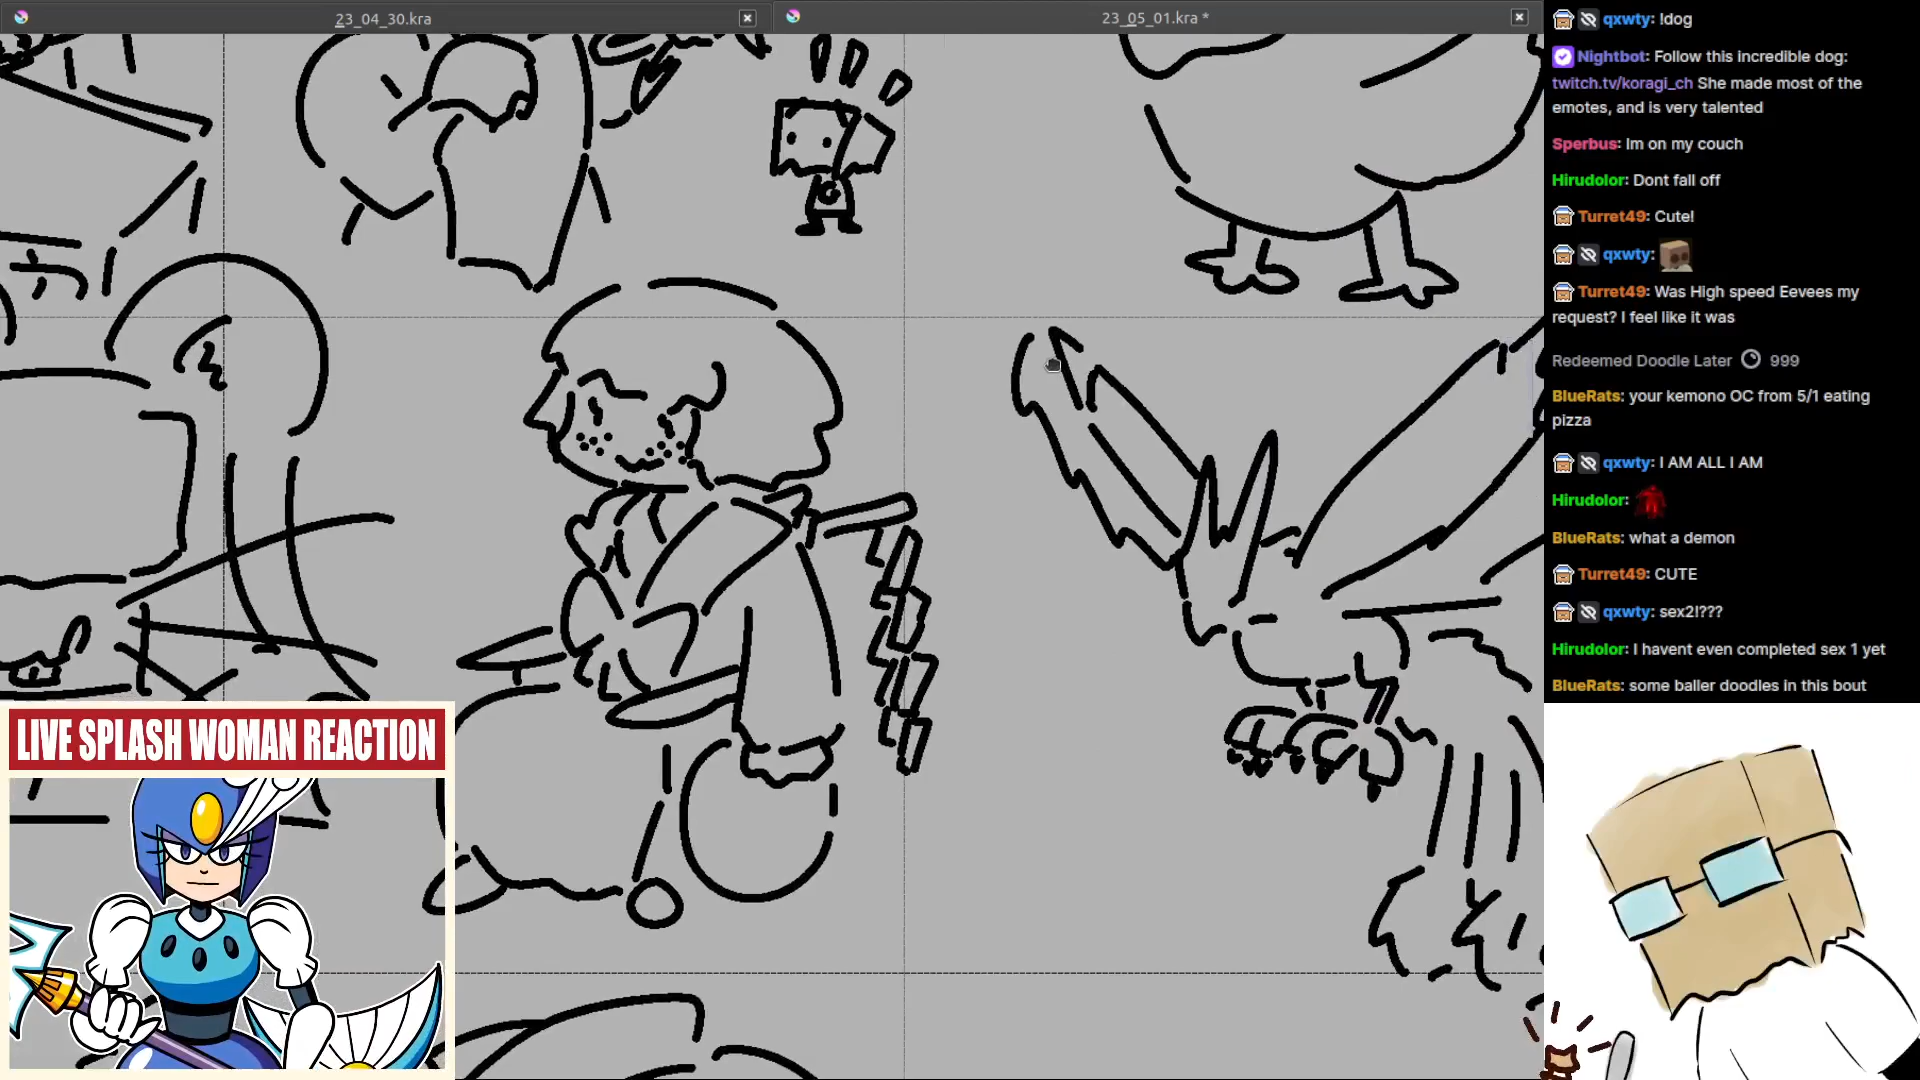 23_04_30.kra
23_05_01.kra *
qxwty: !dog
Nightbot: Follow this incredible dog:
twitch.tv/koragi_ch She made most of the
emotes, and is very talented
Sperbus: Im on my couch
Hirudolor: Dont fall off
Turret49: Cute!
qxwty:
Turret49: Was High speed Eevees my
request? I feel like it was
Redeemed Doodle Later 999
BlueRats: your kemono OC from 5/1 eating
pizza
qxwty: I AM ALL I AM
Hirudolor:
BlueRats: what a demon
Turret49: CUTE
qxwty: sex2!???
Hirudolor: I havent even completed sex 1 yet
BlueRats: some baller doodles in this bout
LIVE SPLASH WOMAN REACTION